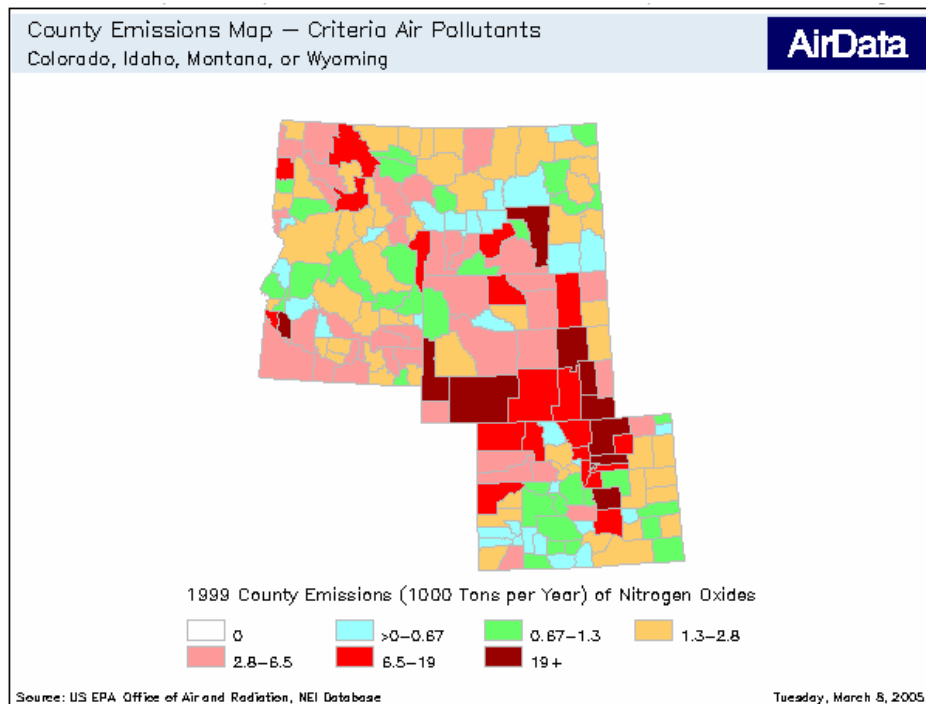 County Emissions Map – Criteria Air Pollutants
Colorado, Idaho, Montana, or Wyoming
AirData
1999 County Emissions (1000 Tons per Year) of Nitrogen Oxides
0
>0-0.67
0.67-1.3
1.3-2.8
2.8-6.5
6.5-19
19+
Source: US EPA Office of Air and Radiation, NEI Database
Tuesday, March 8, 2005